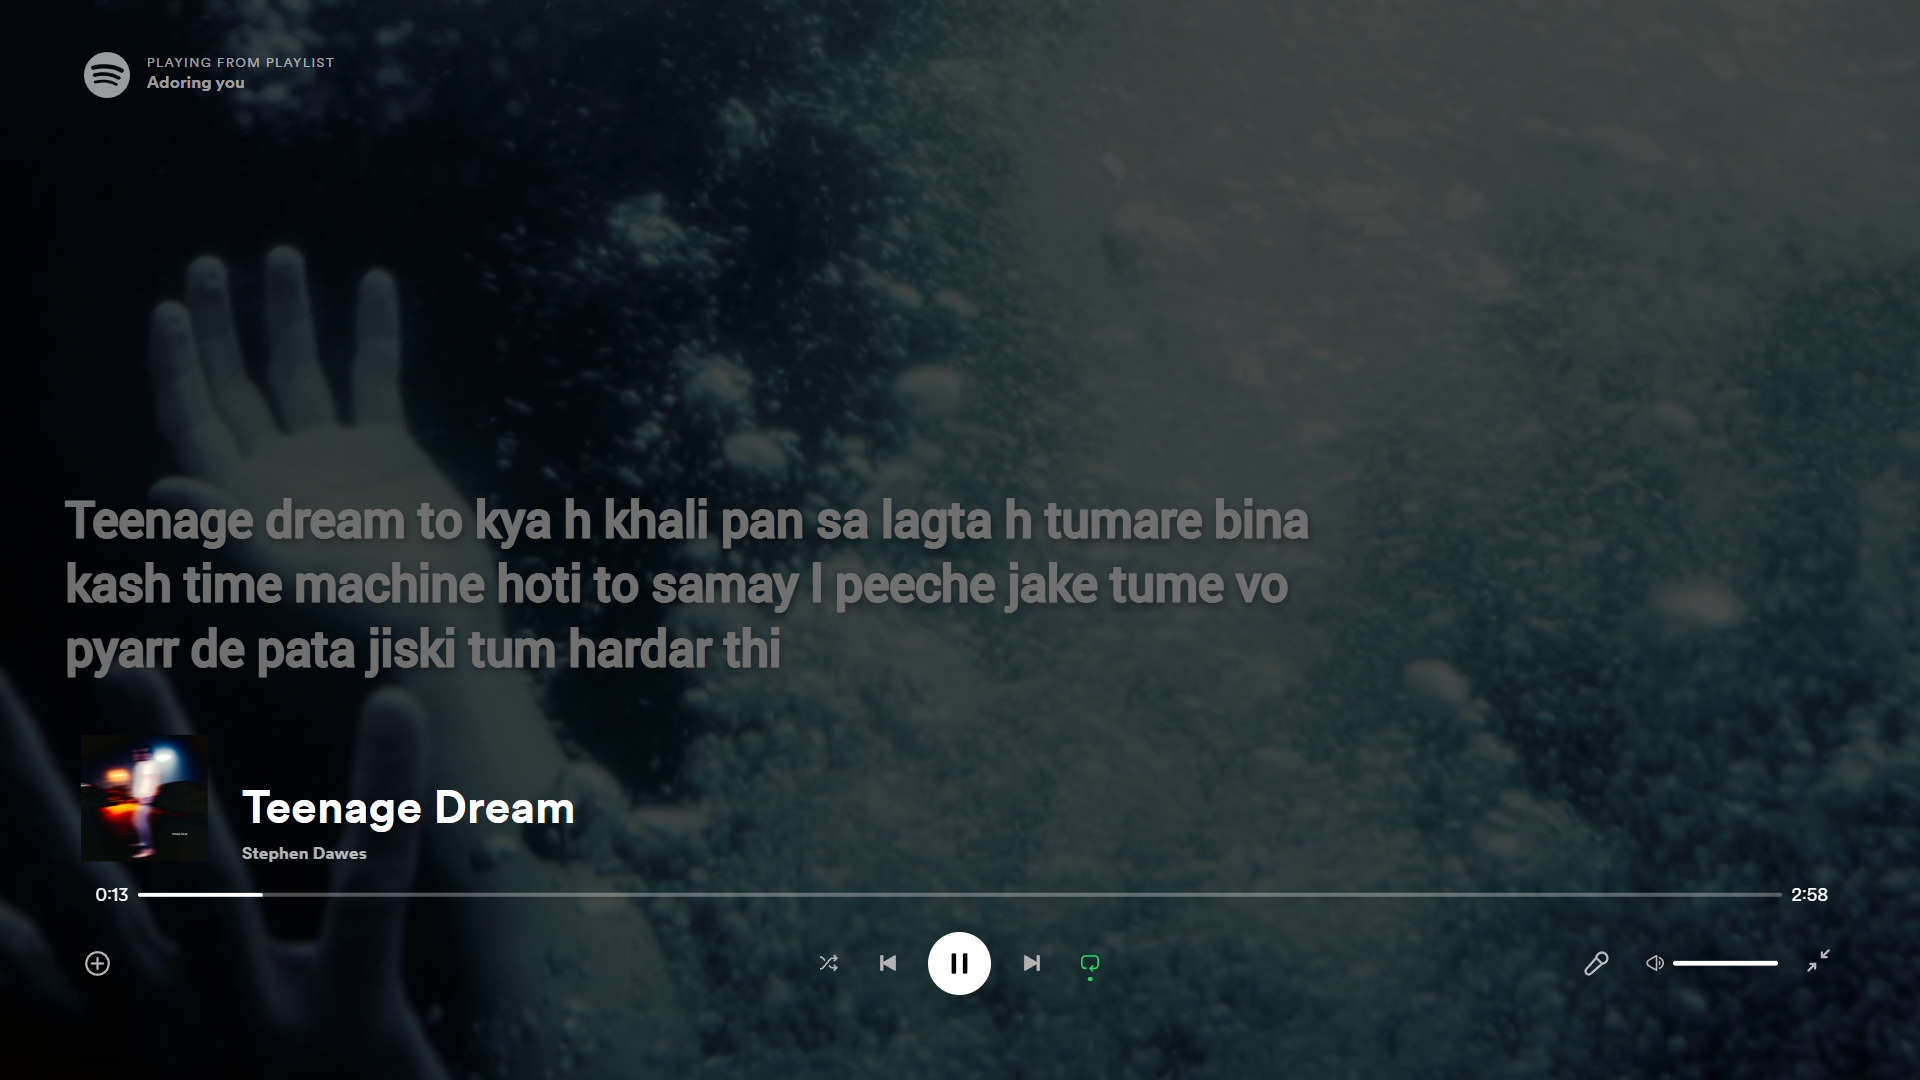 PLAYING FROM PLAYLIST
Adoring you
Teenage dream to kya h khali pan sa lagta h tumare bina
kash time machine hoti to samay l peeche jake tume vo
pyarr de pata jiski tum hardar thi
Teenage Dream
Stephen Dawes
0:13
2:58